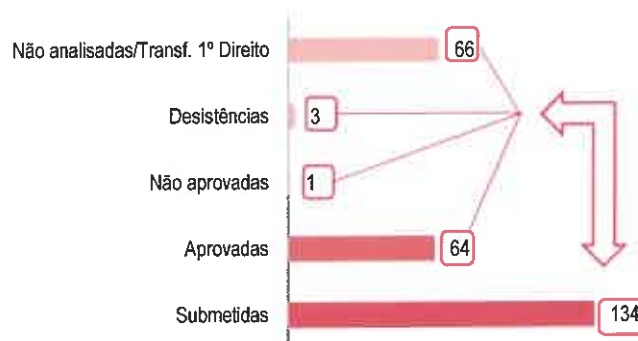 Não analisadas/Transf. 1º Direito 66
Desistências 3
Não aprovadas 1
Aprovadas 64
Submetidas 134